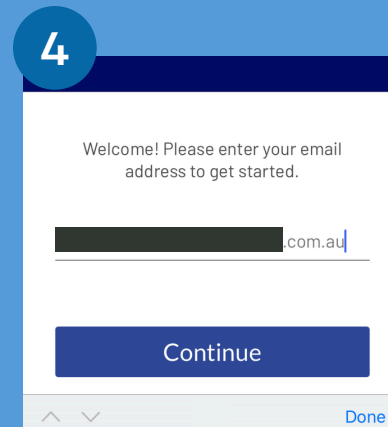 4
Welcome! Please enter your email
address to get started.
.com.au
Continue
Done